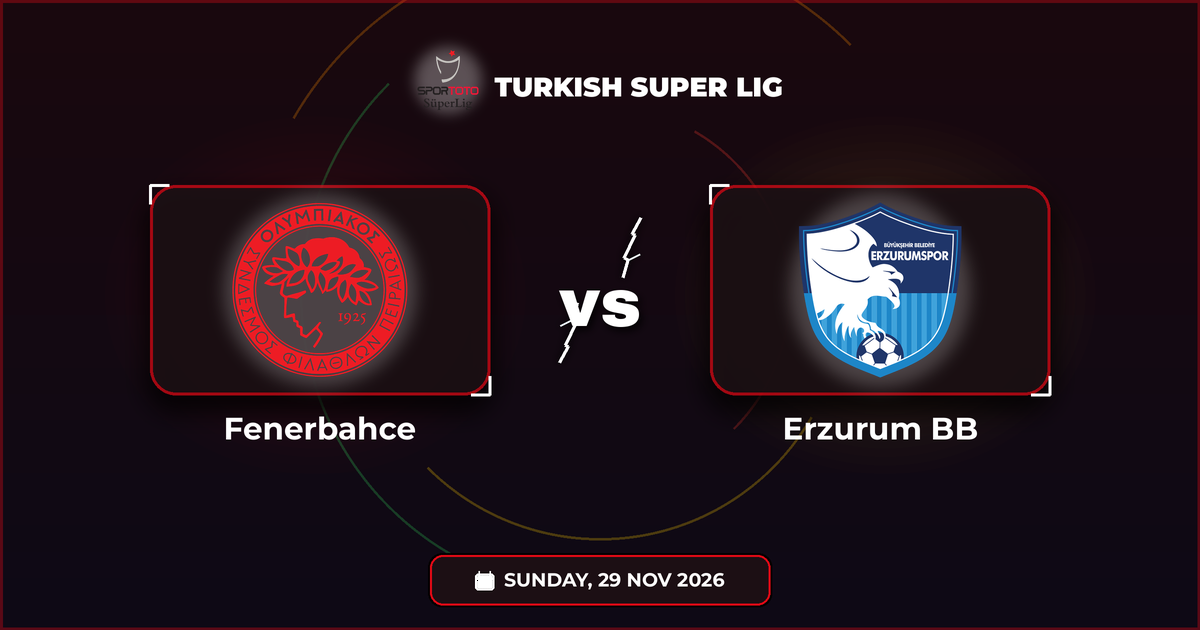 SPORTOTO
SüperLig
TURKISH SUPER LIG
ΟΛΥΜΠΙΑΚΟΣ ΣΥΝΔΕΣΜΟΣ ΦΙΛΑΘΛΩΝ ΠΕΙΡΑΙΩΣ
1925
VS
BÜYÜKŞEHİR BELEDİYE
ERZURUMSPOR
Fenerbahce
Erzurum BB
SUNDAY, 29 NOV 2026